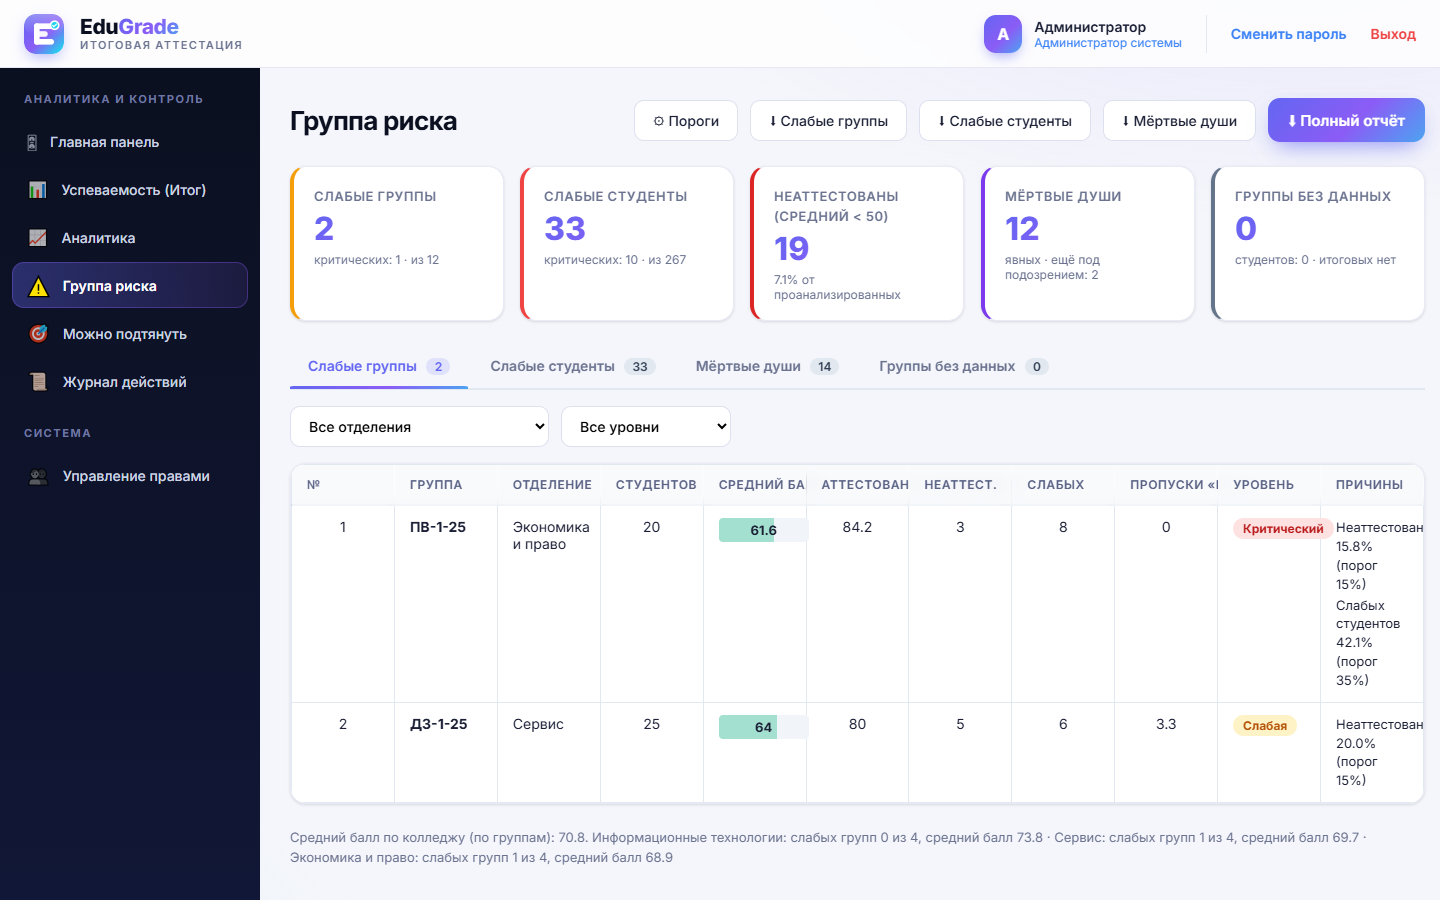 EduGrade
ИТОГОВАЯ АТТЕСТАЦИЯ
А
Администратор
Администратор системы
Сменить пароль
Выход
АНАЛИТИКА И КОНТРОЛЬ
Главная панель
Успеваемость (Итог)
Аналитика
Группа риска
Можно подтянуть
Журнал действий
СИСТЕМА
Управление правами
Группа риска
Пороги
Слабые группы
Слабые студенты
Мёртвые души
Полный отчёт
СЛАБЫЕ ГРУППЫ
2
критических: 1 · из 12
СЛАБЫЕ СТУДЕНТЫ
33
критических: 10 · из 267
НЕАТТЕСТОВАНЫ
(СРЕДНИЙ < 50)
19
7.1% от
проанализированных
МЁРТВЫЕ ДУШИ
12
явных · ещё под
подозрением: 2
ГРУППЫ БЕЗ ДАННЫХ
0
студентов: 0 · итоговых нет
Слабые группы 2
Слабые студенты 33
Мёртвые души 14
Группы без данных 0
Все отделения
Все уровни
№ ГРУППА ОТДЕЛЕНИЕ СТУДЕНТОВ СРЕДНИЙ БА АТТЕСТОВАН НЕАТТЕСТ. СЛАБЫХ ПРОПУСКИ УРОВЕНЬ ПРИЧИНЫ
1 ПВ-1-25 Экономика и право 20 61.6 84.2 3 8 0 Критический
Неаттестован
15.8%
(порог
15%)
Слабых
студентов
42.1%
(порог
35%)
2 ДЗ-1-25 Сервис 25 64 80 5 6 3.3 Слабая
Неаттестован
20.0%
(порог
15%)
Средний балл по колледжу (по группам): 70.8. Информационные технологии: слабых групп 0 из 4, средний балл 73.8 · Сервис: слабых групп 1 из 4, средний балл 69.7 ·
Экономика и право: слабых групп 1 из 4, средний балл 68.9